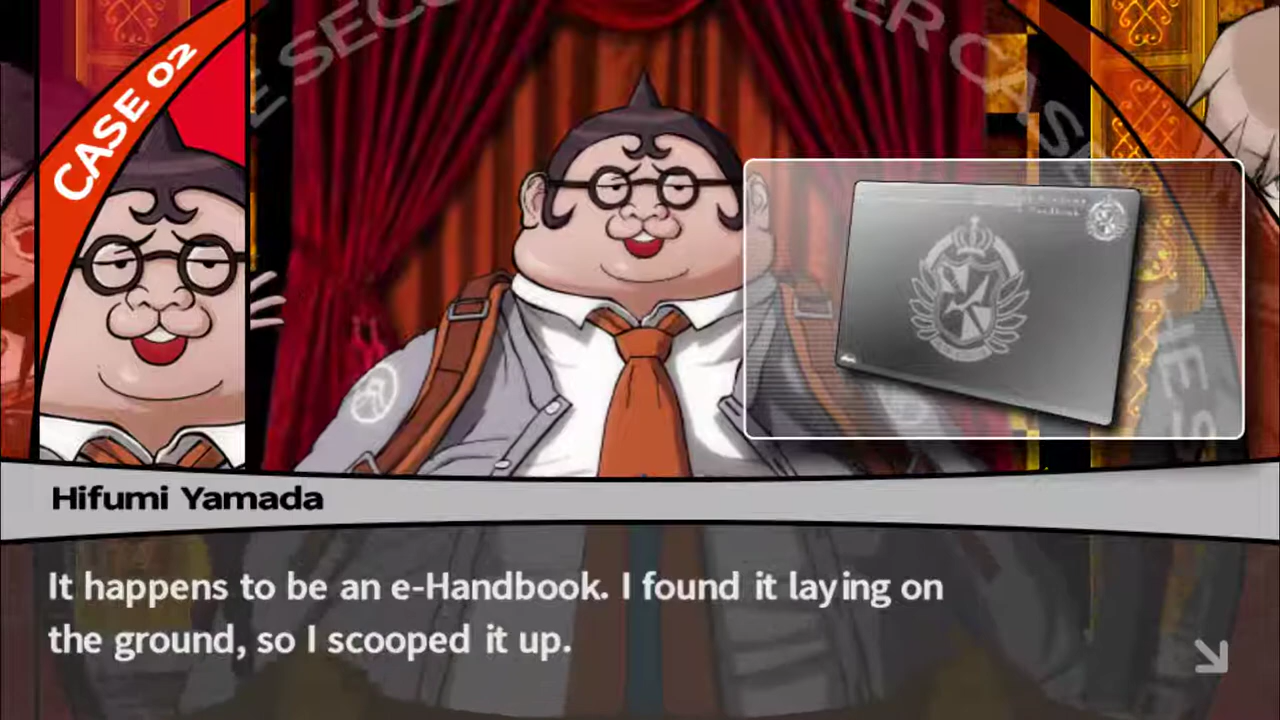 CASE 02
Hifumi Yamada
It happens to be an e-Handbook. I found it laying on
the ground, so I scooped it up.